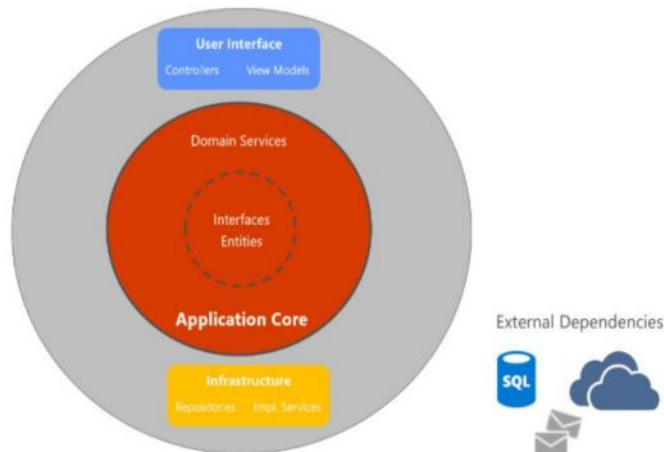 User Interface
Controllers View Models
Domain Services
Interfaces
Entities
Application Core
Infrastructure
Repositories Impl. Services
External Dependencies
SQL